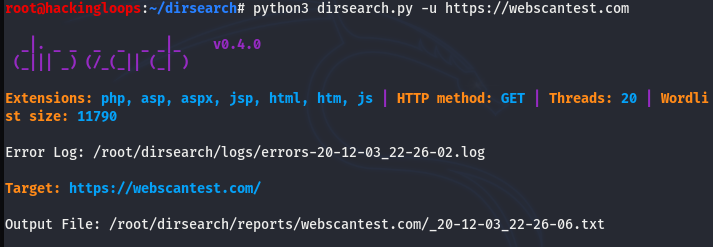 root@hackingloops:~/dirsearch# python3 dirsearch.py -u https://webscantest.com
_|. _ _  _  _  _ _|_    v0.4.0
(_||| _) (/_(_|| (_| )
Extensions: php, asp, aspx, jsp, html, htm, js | HTTP method: GET | Threads: 20 | Wordli
st size: 11790
Error Log: /root/dirsearch/logs/errors-20-12-03_22-26-02.log
Target: https://webscantest.com/
Output File: /root/dirsearch/reports/webscantest.com/_20-12-03_22-26-06.txt